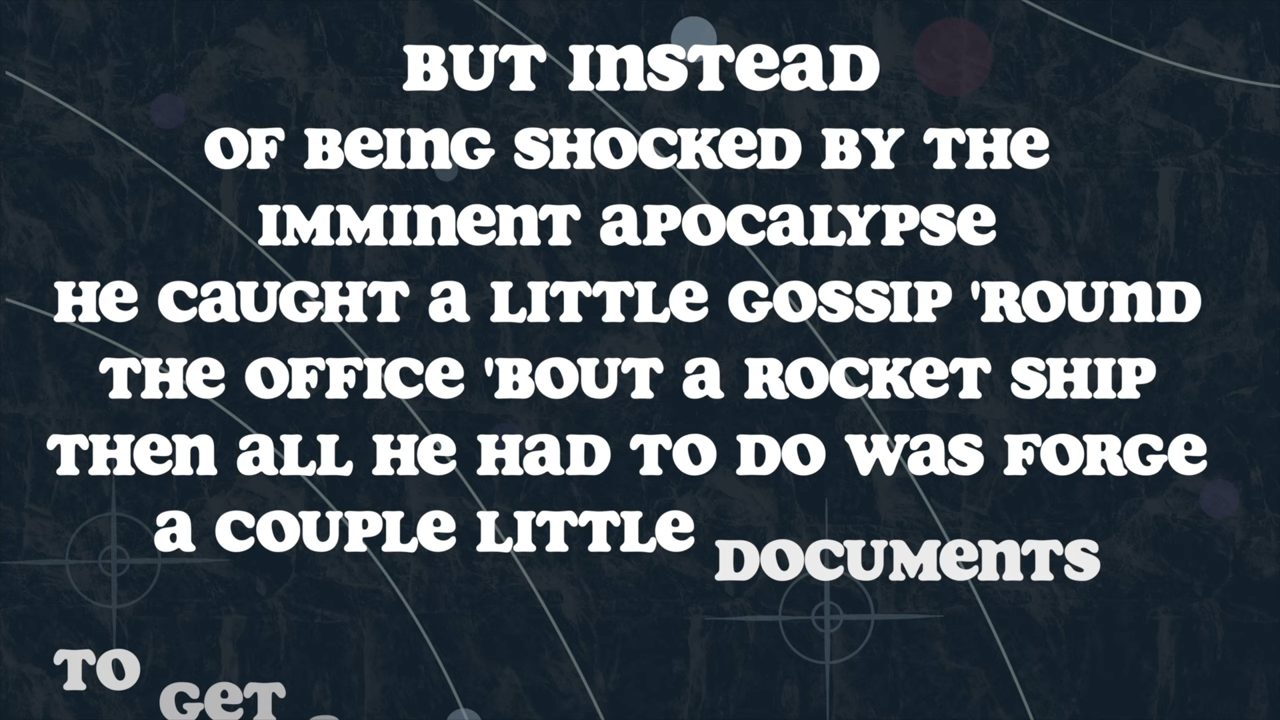 BUT INSTEAD
OF BEING SHOCKED BY THE
IMMINENT APOCALYPSE
HE CAUGHT A LITTLE GOSSIP 'ROUND
THE OFFICE 'BOUT A ROCKET SHIP
THEN ALL HE HAD TO DO WAS FORGE
A COUPLE LITTLE DOCUMENTS
TO GET